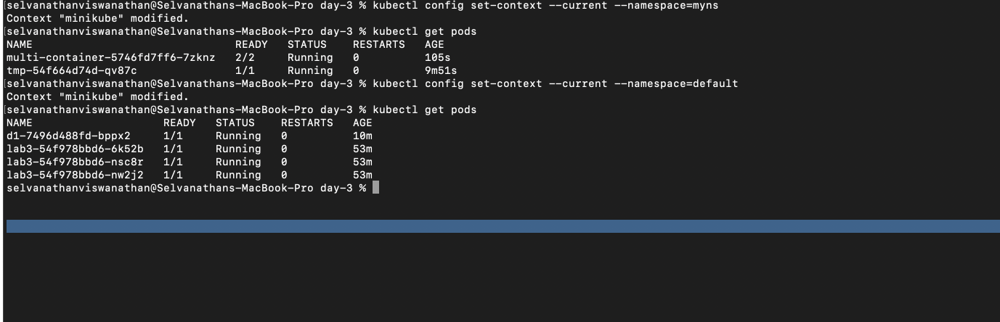 selvanathanviswanathan@Selvanathans-MacBook-Pro day-3 % kubectl config set-context --current --namespace=myns
Context "minikube" modified.
[selvanathanviswanathan@Selvanathans-MacBook-Pro day-3 % kubectl get pods
NAME                               READY   STATUS    RESTARTS   AGE
multi-container-5746fd7ff6-7zknz   2/2     Running   0          105s
tmp-54f664d74d-qv87c               1/1     Running   0          9m51s
[selvanathanviswanathan@Selvanathans-MacBook-Pro day-3 % kubectl config set-context --current --namespace=default
Context "minikube" modified.
[selvanathanviswanathan@Selvanathans-MacBook-Pro day-3 % kubectl get pods
NAME                    READY   STATUS    RESTARTS   AGE
d1-7496d488fd-bppx2     1/1     Running   0          10m
lab3-54f978bbd6-6k52b   1/1     Running   0          53m
lab3-54f978bbd6-nsc8r   1/1     Running   0          53m
lab3-54f978bbd6-nw2j2   1/1     Running   0          53m
selvanathanviswanathan@Selvanathans-MacBook-Pro day-3 %